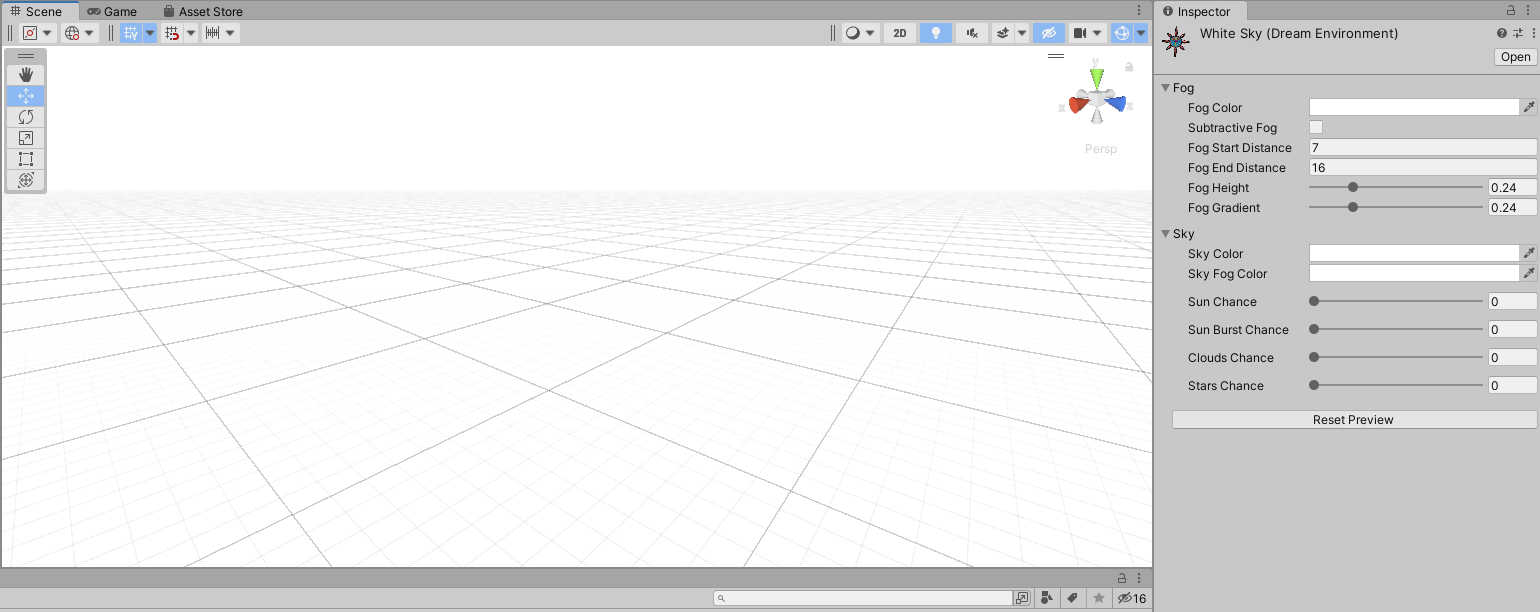 Scene Game Asset Store
2D
y
x z
Persp
Inspector
White Sky (Dream Environment)
Open
Fog
Fog Color
Subtractive Fog
Fog Start Distance 7
Fog End Distance 16
Fog Height 0.24
Fog Gradient 0.24
Sky
Sky Color
Sky Fog Color
Sun Chance 0
Sun Burst Chance 0
Clouds Chance 0
Stars Chance 0
Reset Preview
16